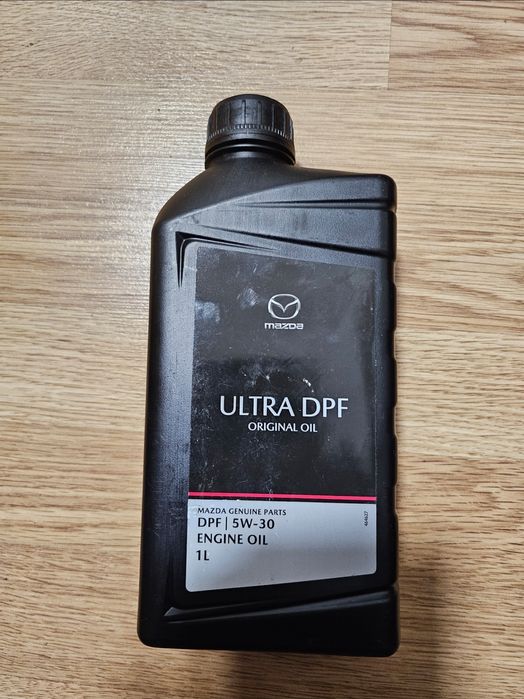 mazda
ULTRA DPF
ORIGINAL OIL
MAZDA GENUINE PARTS
DPF | 5W-30
ENGINE OIL
1L